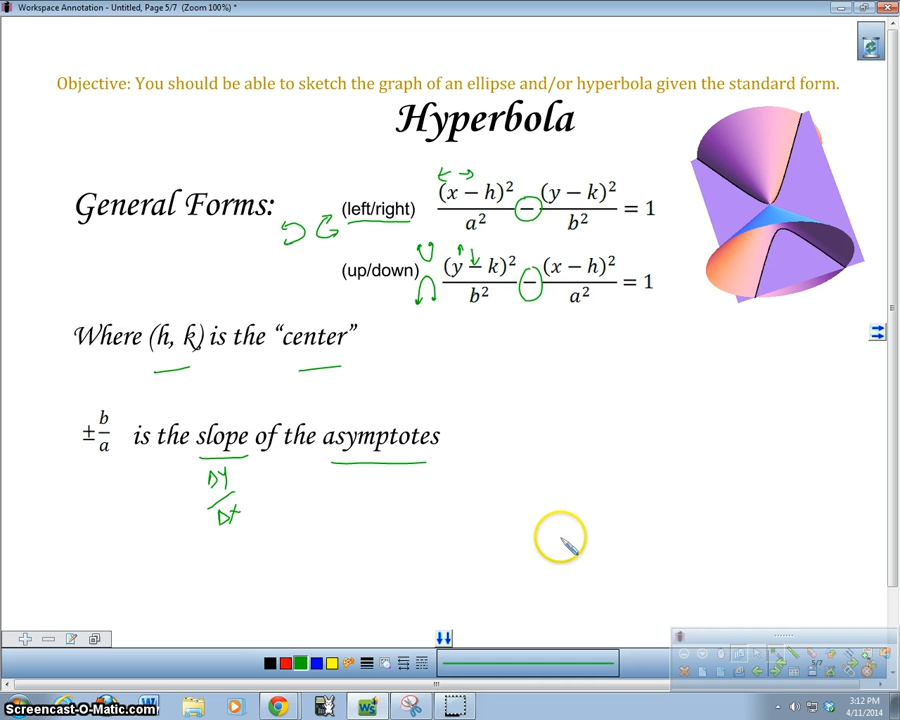 Workspace Annotation - Untitled, Page 5/7 (Zoom 100%) *
Objective: You should be able to sketch the graph of an ellipse and/or hyperbola given the standard form.
Hyperbola
General Forms:
(left/right) (x − h)²/a² − (y − k)²/b² = 1
(up/down) (y − k)²/b² − (x − h)²/a² = 1
Where (h, k) is the “center”
± b/a is the slope of the asymptotes
ΔY/ΔX
5/7
Screencast-O-Matic.com
3:12 PM
4/11/2014